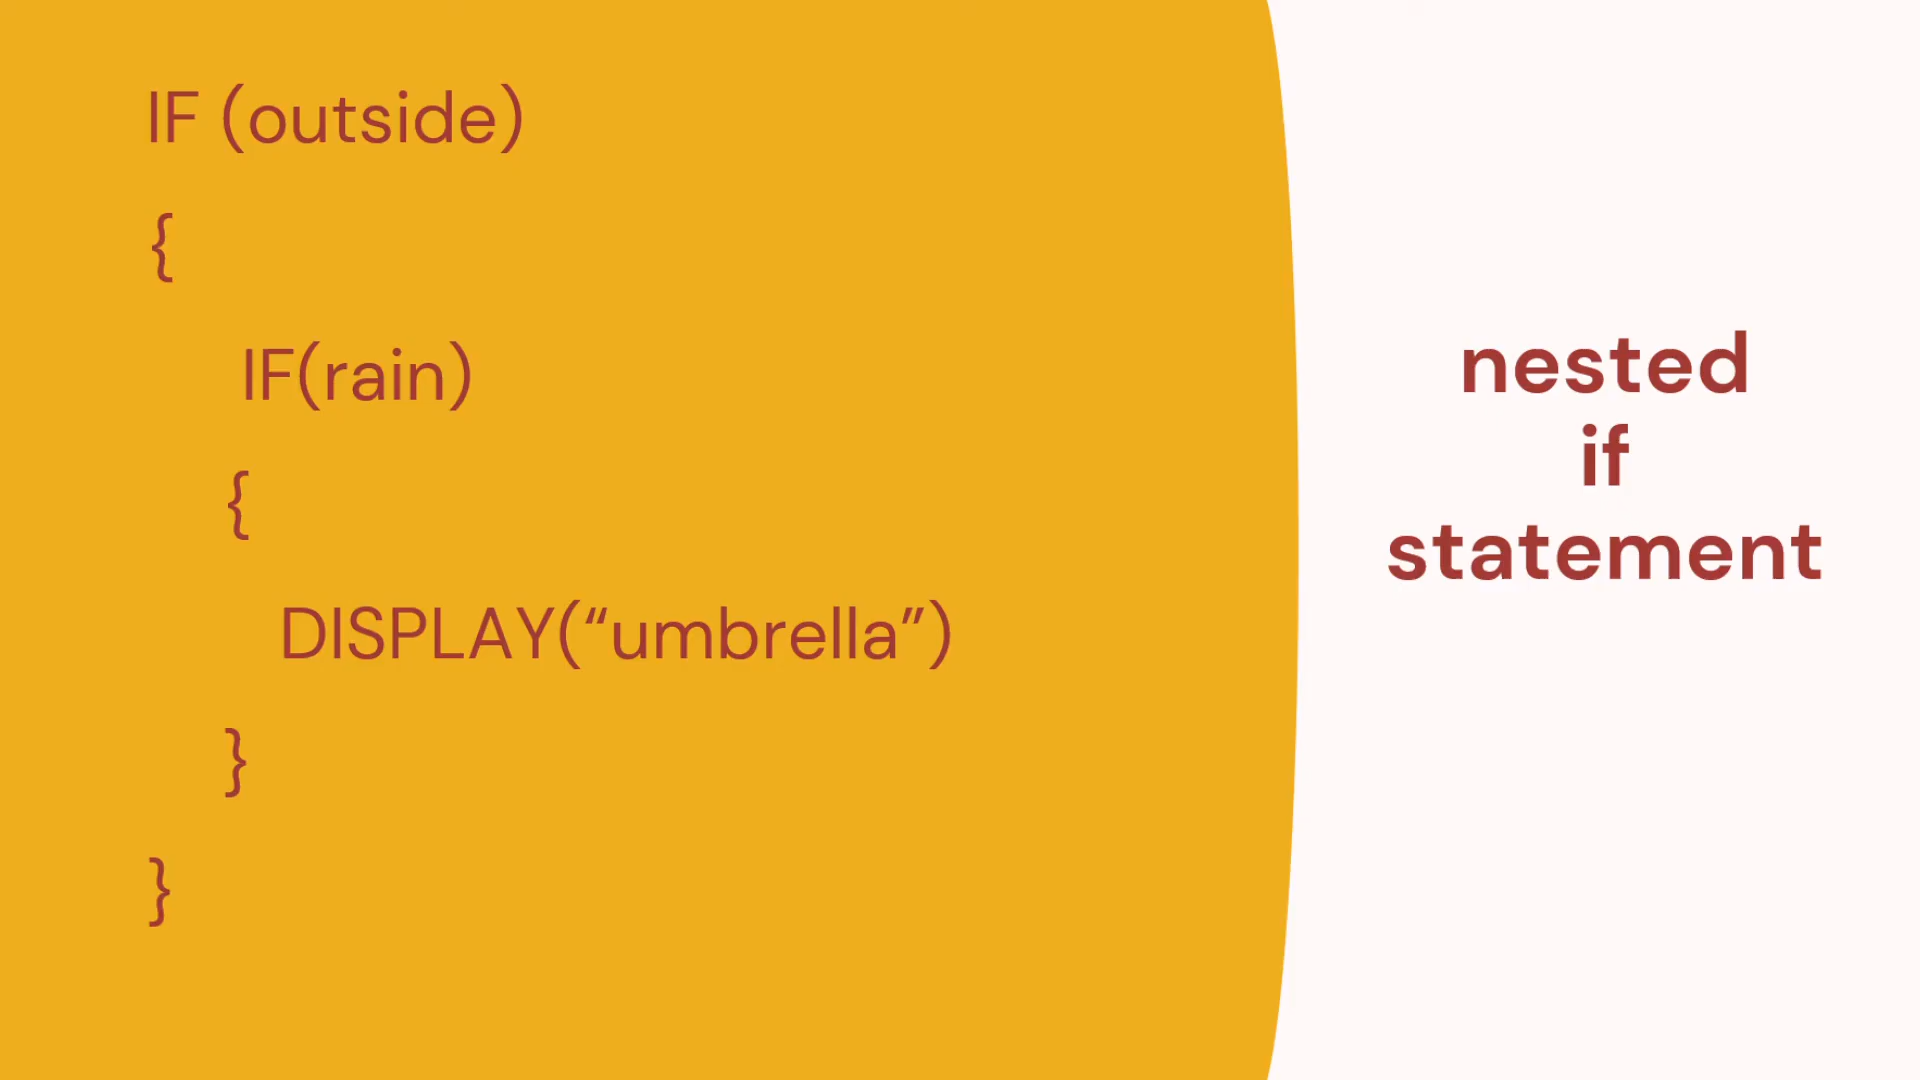 IF (outside)
{
IF(rain)
{
DISPLAY(“umbrella”)
}
}
nested
if
statement